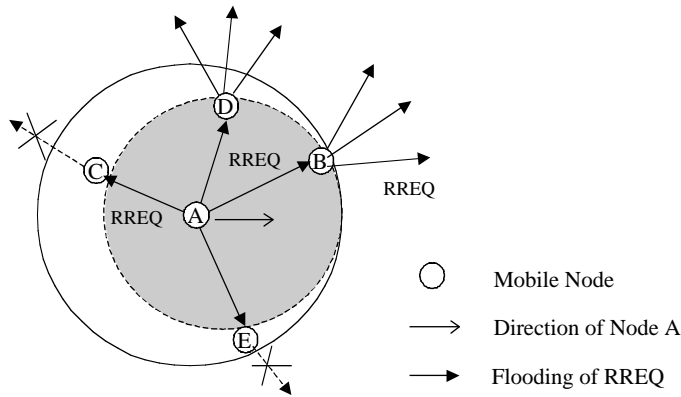 D
B
RREQ
C
RREQ
RREQ
A
E
Mobile Node
Direction of Node A
Flooding of RREQ